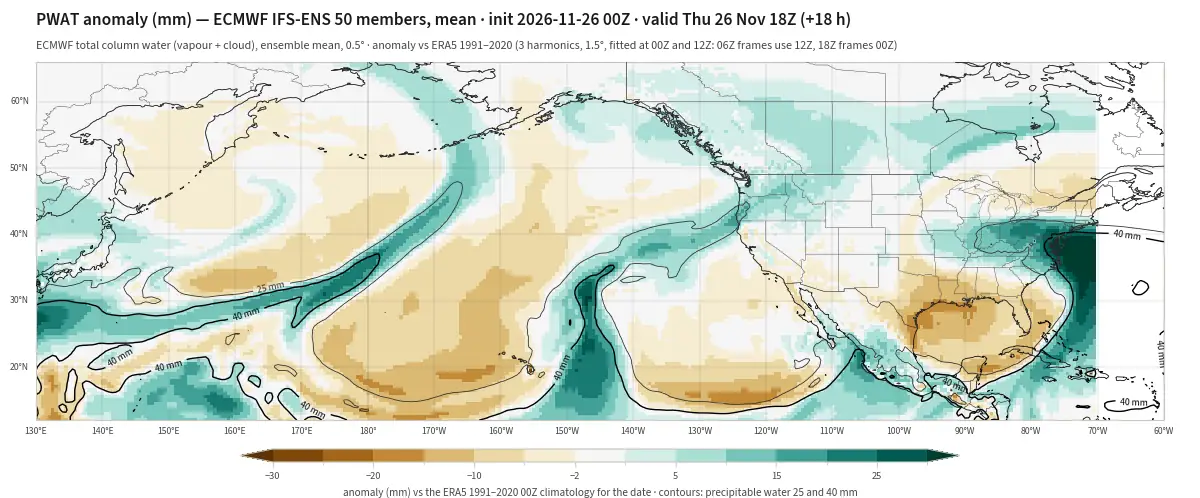 PWAT anomaly (mm) — ECMWF IFS-ENS 50 members, mean · init 2026-11-26 00Z · valid Thu 26 Nov 18Z (+18 h)
ECMWF total column water (vapour + cloud), ensemble mean, 0.5° · anomaly vs ERA5 1991–2020 (3 harmonics, 1.5°, fitted at 00Z and 12Z: 06Z frames use 12Z, 18Z frames 00Z)
60°N
50°N
40°N
40 mm
30°N
25 mm
40 mm
40 mm
40 mm
40 mm
40 mm
20°N
40 mm
40 mm
40 mm
130°E 140°E 150°E 160°E 170°E 180° 170°W 160°W 150°W 140°W 130°W 120°W 110°W 100°W 90°W 80°W 70°W 60°W
−30 −20 −10 −2 5 15 25
anomaly (mm) vs the ERA5 1991–2020 00Z climatology for the date · contours: precipitable water 25 and 40 mm